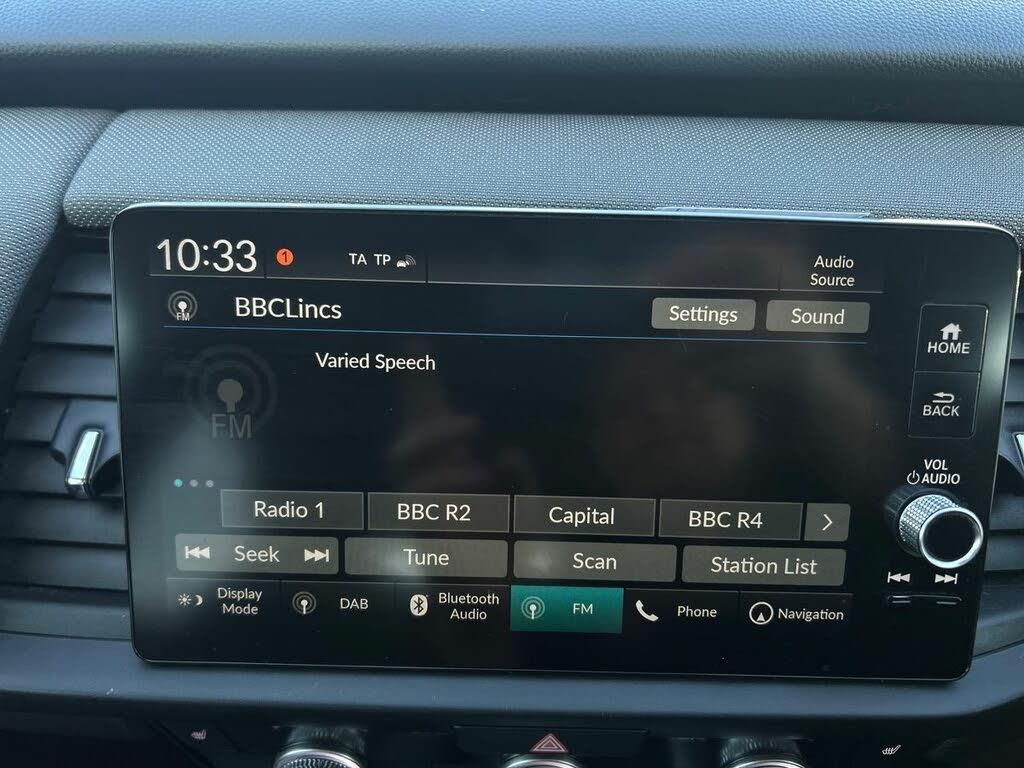 10:33 1 TA TP Audio
Source
FM BBCLincs Settings Sound
HOME
Varied Speech
BACK
FM
VOL
AUDIO
Radio 1 BBC R2 Capital BBC R4
Seek Tune Scan Station List
Display
Mode
DAB
Bluetooth
Audio
FM
Phone
Navigation